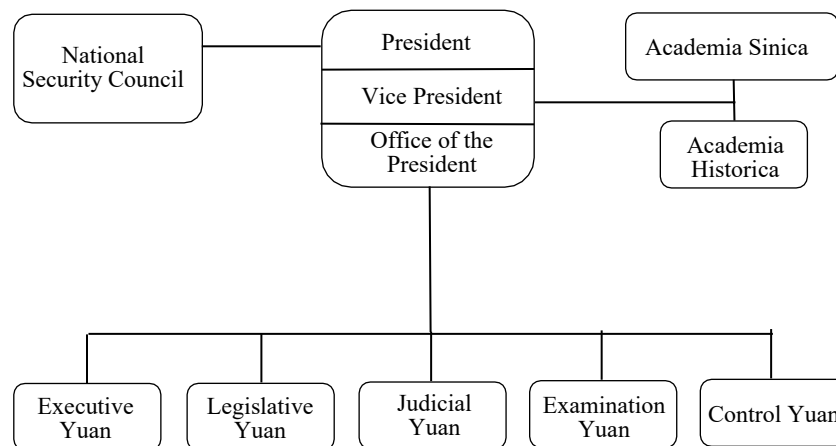 National
Security Council
President
Vice President
Office of the
President
Academia Sinica
Academia
Historica
Executive
Yuan
Legislative
Yuan
Judicial
Yuan
Examination
Yuan
Control Yuan